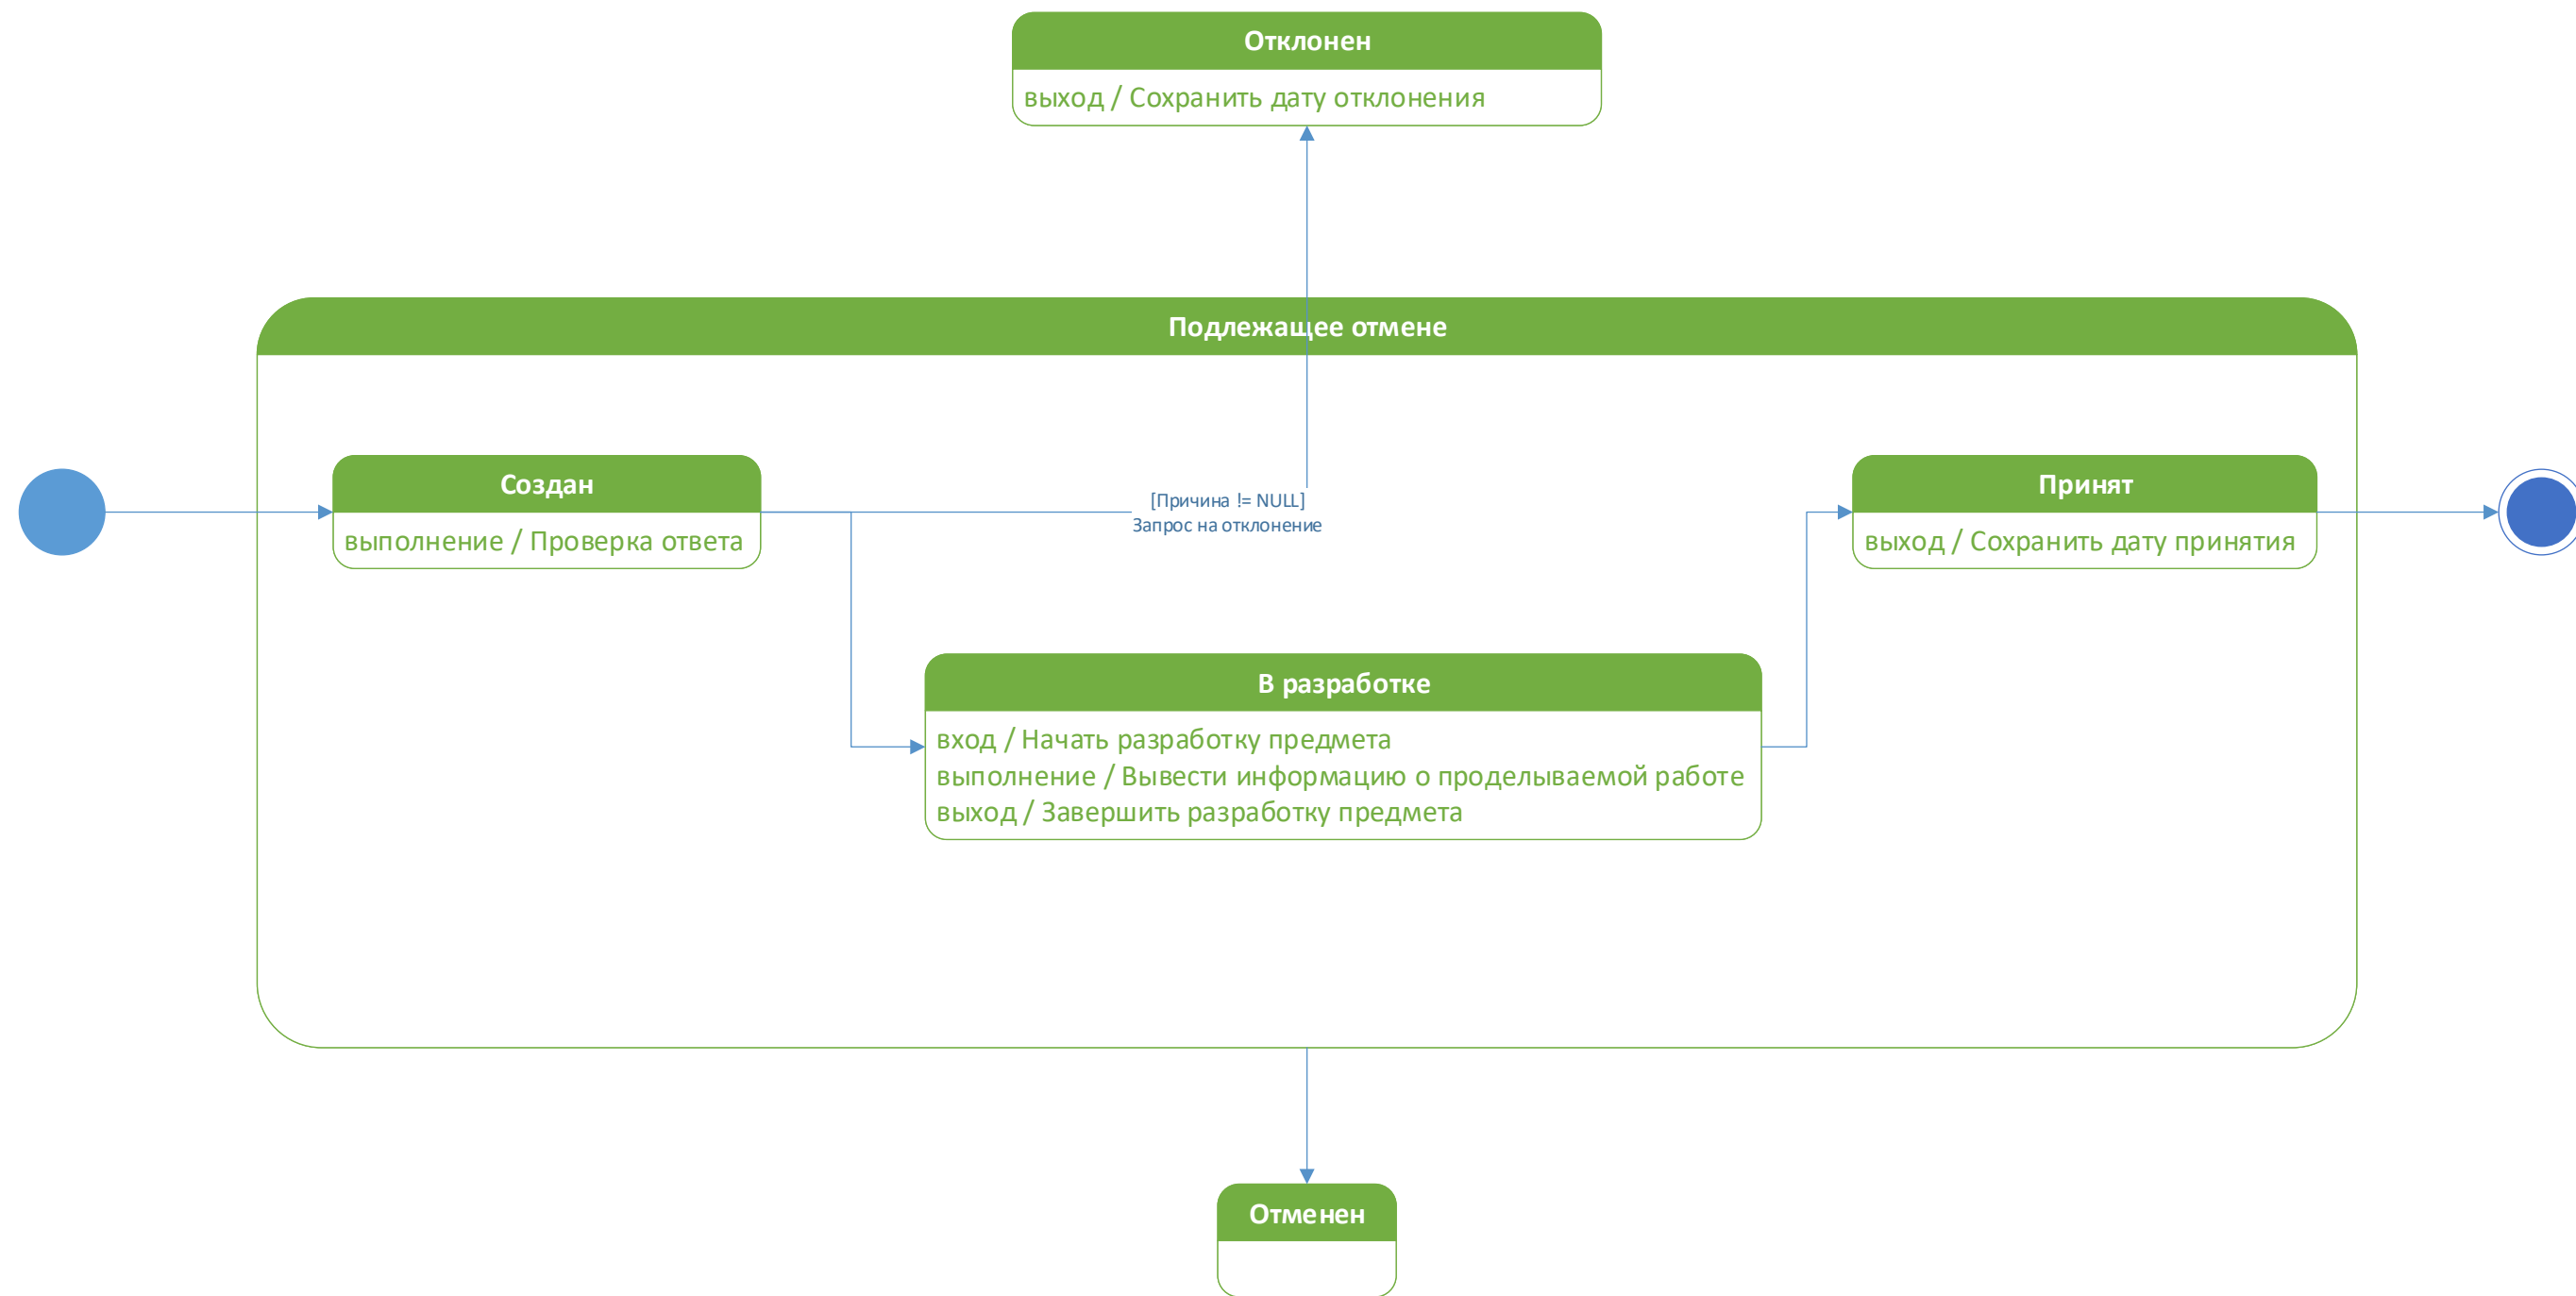 Отклонен
выход / Сохранить дату отклонения
Подлежащее отмене
Создан
выполнение / Проверка ответа
[Причина != NULL]
Запрос на отклонение
Принят
выход / Сохранить дату принятия
В разработке
вход / Начать разработку предмета
выполнение / Вывести информацию о проделываемой работе
выход / Завершить разработку предмета
Отменен